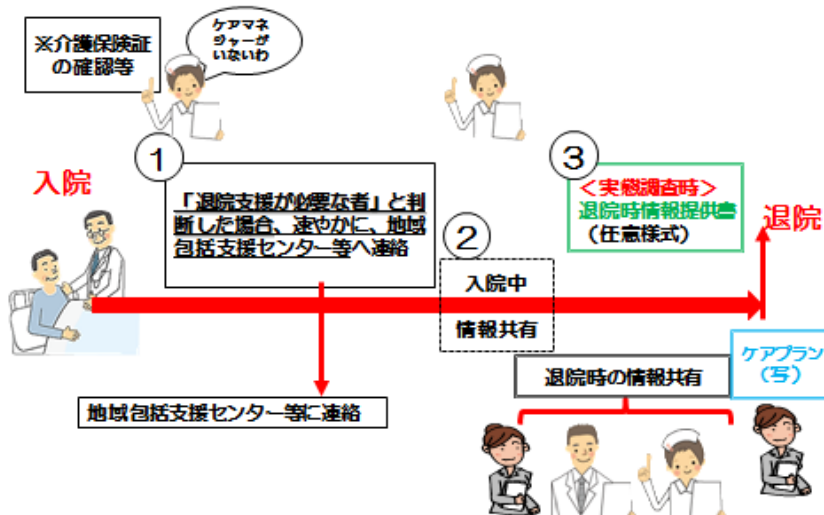 ※介護保険証
の確認等
ケアマネ
ジャーが
いないわ
入院
①
「退院支援が必要な者」と判
断した場合、速やかに、地域
包括支援センター等へ連絡
②
入院中
情報共有
③
＜実態調査時＞
退院時情報提供書
（任意様式）
退院
地域包括支援センター等に連絡
退院時の情報共有
ケアプラン
（写）